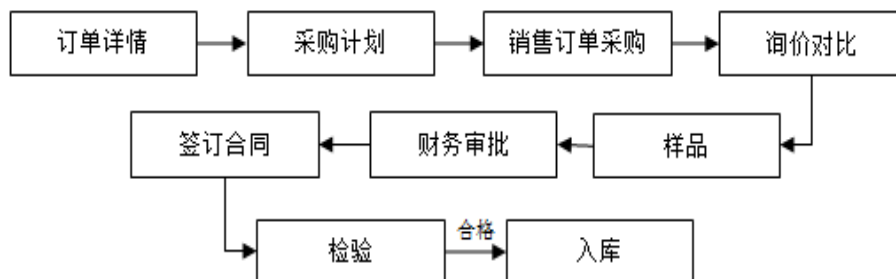 订单详情
采购计划
销售订单采购
询价对比
签订合同
财务审批
样品
检验
合格
入库